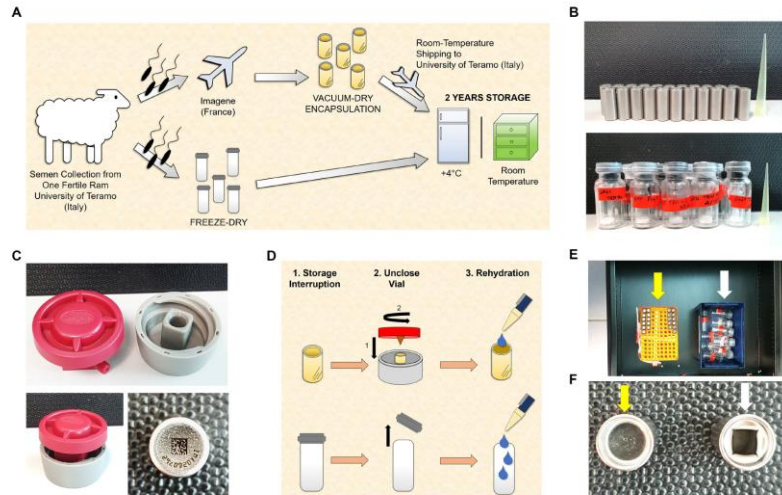 A
Semen Collection from
One Fertile Ram
University of Teramo
(Italy)
Imagene
(France)
FREEZE-DRY
VACUUM-DRY
ENCAPSULATION
Room-Temperature
Shipping to
University of Teramo (Italy)
2 YEARS STORAGE
+4°C
Room
Temperature
B
C
D
1. Storage
Interruption
2. Unclose
Vial
3. Rehydration
1
2
E
F